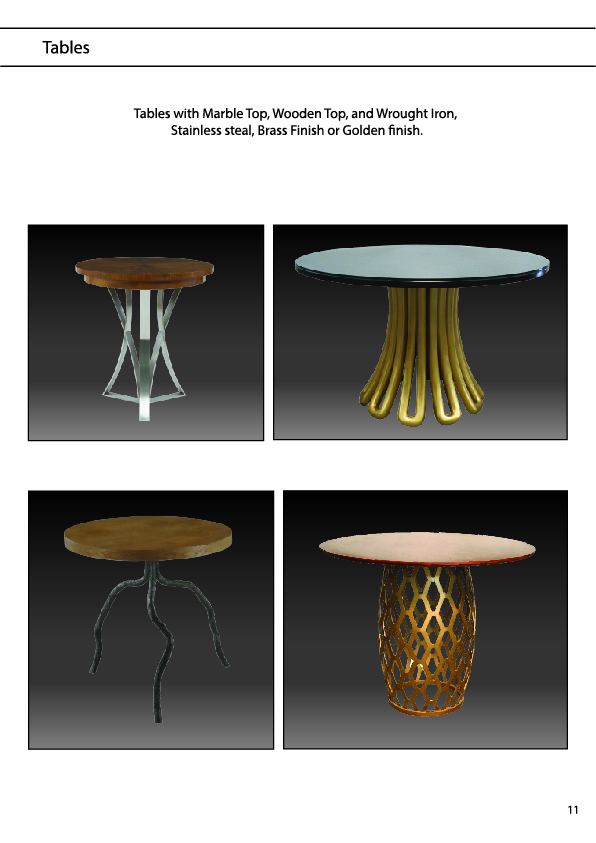 Tables
Tables with Marble Top, Wooden Top, and Wrought Iron,
Stainless steal, Brass Finish or Golden finish.
11